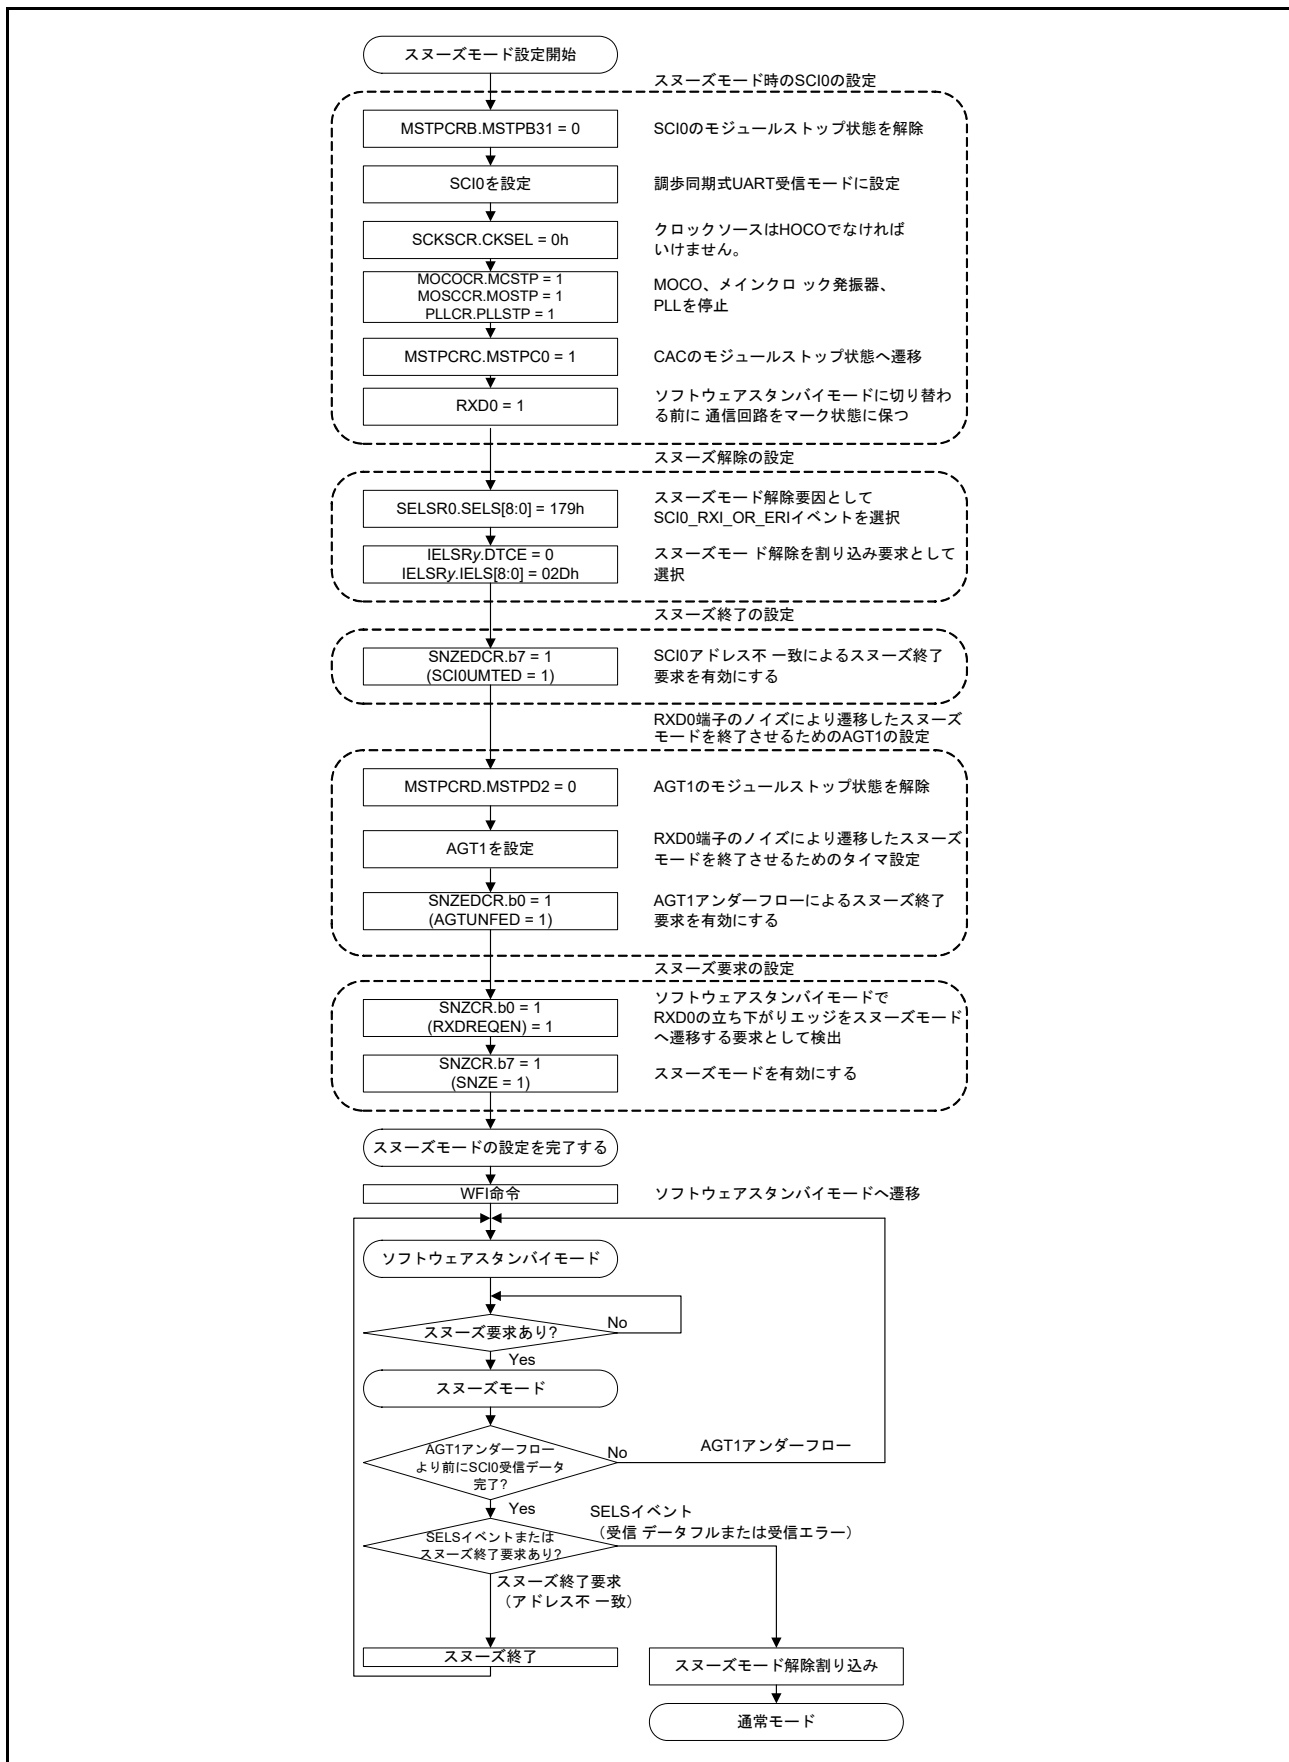 スヌーズモード設定開始
スヌーズモード時のSCI0の設定
MSTPCRB.MSTPB31 = 0
SCI0のモジュールストップ状態を解除
SCI0を設定
調歩同期式UART受信モードに設定
SCKSCR.CKSEL = 0h
クロックソースはHOCOでなければ
いけません。
MOCOCR.MCSTP = 1
MOSCCR.MOSTP = 1
PLLCR.PLLSTP = 1
MOCO、メインクロ ック発振器、
PLLを停止
MSTPCRC.MSTPC0 = 1
CACのモジュールストップ状態へ遷移
RXD0 = 1
ソフトウェアスタンバイモードに切り替わ
る前に 通信回路をマーク状態に保つ
スヌーズ解除の設定
SELSR0.SELS[8:0] = 179h
スヌーズモード解除要因として
SCI0_RXI_OR_ERIイベントを選択
IELSRy.DTCE = 0
IELSRy.IELS[8:0] = 02Dh
スヌーズモー ド解除を割り込み要求として
選択
スヌーズ終了の設定
SNZEDCR.b7 = 1
(SCI0UMTED = 1)
SCI0アドレス不 一致によるスヌーズ終了
要求を有効にする
RXD0端子のノイズにより遷移したスヌーズ
モードを終了させるためのAGT1の設定
MSTPCRD.MSTPD2 = 0
AGT1のモジュールストップ状態を解除
AGT1を設定
RXD0端子のノイズにより遷移したスヌーズ
モードを終了させるためのタイマ設定
SNZEDCR.b0 = 1
(AGTUNFED = 1)
AGT1アンダーフローによるスヌーズ終了
要求を有効にする
スヌーズ要求の設定
SNZCR.b0 = 1
(RXDREQEN) = 1
ソフトウェアスタンバイモードで
RXD0の立ち下がりエッジをスヌーズモード
へ遷移する要求として検出
SNZCR.b7 = 1
(SNZE = 1)
スヌーズモードを有効にする
スヌーズモードの設定を完了する
WFI命令
ソフトウェアスタンバイモードへ遷移
ソフトウェアスタンバイモード
スヌーズ要求あり?
No
Yes
スヌーズモード
AGT1アンダーフロー
より前にSCI0受信データ
完了?
No
AGT1アンダーフロー
Yes
SELSイベントまたは
スヌーズ終了要求あり?
SELSイベント
（受信 データフルまたは受信エラー）
スヌーズ終了要求
（アドレス不 一致）
スヌーズ終了
スヌーズモード解除割り込み
通常モード